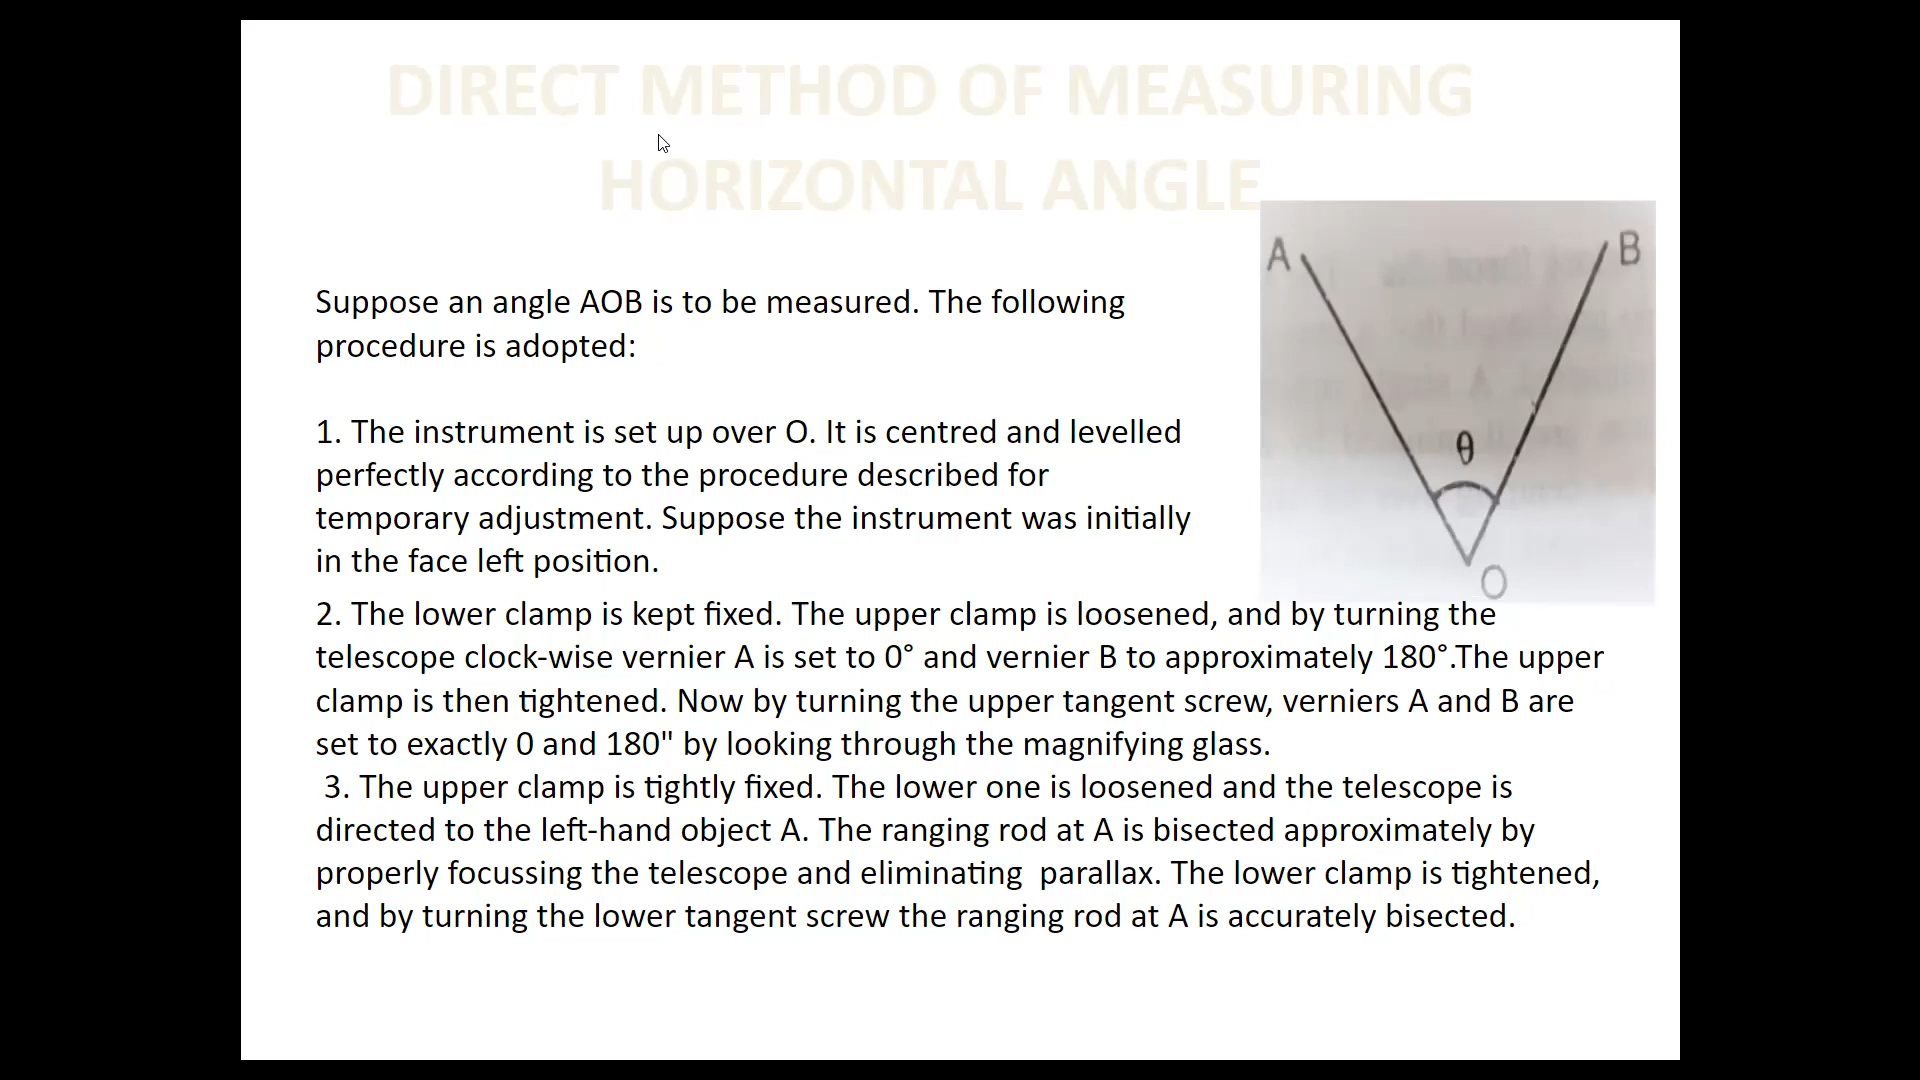 DIRECT METHOD OF MEASURING
HORIZONTAL ANGLE
A
B
θ
O
Suppose an angle AOB is to be measured. The following
procedure is adopted:
1. The instrument is set up over O. It is centred and levelled
perfectly according to the procedure described for
temporary adjustment. Suppose the instrument was initially
in the face left position.
2. The lower clamp is kept fixed. The upper clamp is loosened, and by turning the
telescope clock-wise vernier A is set to 0° and vernier B to approximately 180°.The upper
clamp is then tightened. Now by turning the upper tangent screw, verniers A and B are
set to exactly 0 and 180" by looking through the magnifying glass.
3. The upper clamp is tightly fixed. The lower one is loosened and the telescope is
directed to the left-hand object A. The ranging rod at A is bisected approximately by
properly focussing the telescope and eliminating  parallax. The lower clamp is tightened,
and by turning the lower tangent screw the ranging rod at A is accurately bisected.